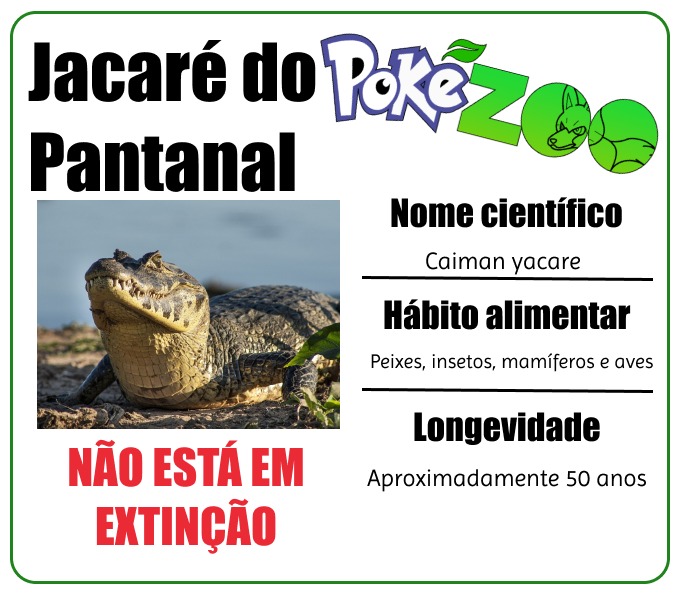 Jacaré do
Pantanal
PoKéZOO
Nome científico
Caiman yacare
Hábito alimentar
Peixes, insetos, mamíferos e aves
Longevidade
Aproximadamente 50 anos
NÃO ESTÁ EM
EXTINÇÃO